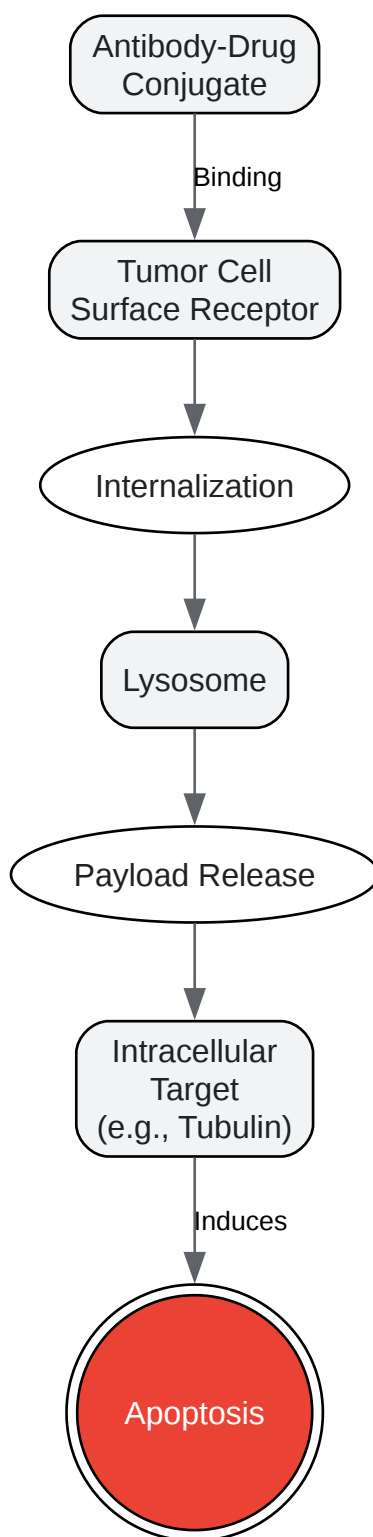 Antibody-Drug
Conjugate
Binding
Tumor Cell
Surface Receptor
Internalization
Lysosome
Payload Release
Intracellular
Target
(e.g., Tubulin)
Induces
Apoptosis